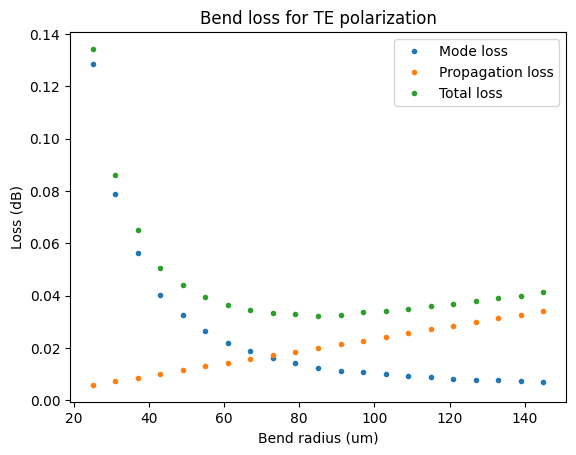 Bend loss for TE polarization
Mode loss
Propagation loss
Total loss
0.14
0.12
0.10
0.08
0.06
0.04
0.02
0.00
Loss (dB)
20
40
60
80
100
120
140
Bend radius (um)